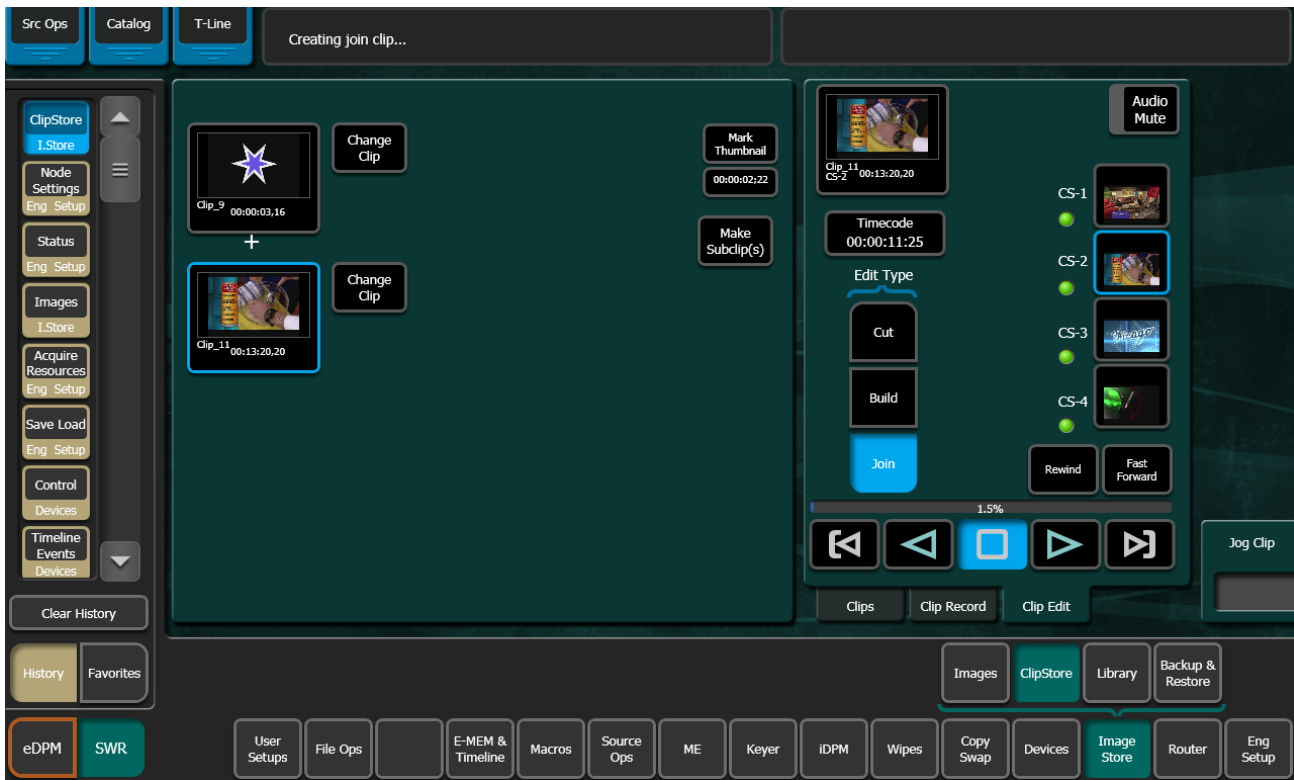 Src Ops
Catalog
T-Line
Creating join clip...
ClipStore
I.Store
Node
Settings
Eng Setup
Status
Eng Setup
Images
I.Store
Acquire
Resources
Eng Setup
Save Load
Eng Setup
Control
Devices
Timeline
Events
Devices
Clear History
History
Favorites
eDPM
SWR
Change
Clip
Clip_9 00:00:03,16
+
Change
Clip
Clip_11 00:13:20,20
Mark
Thumbnail
00:00:02;22
Make
Subclip(s)
Clip_11 00:13:20,20
CS-2
Audio
Mute
Timecode
00:00:11:25
Edit Type
Cut
Build
Join
CS-1
CS-2
CS-3
Chicago
CS-4
Rewind
Fast
Forward
1.5%
Jog Clip
Clips
Clip Record
Clip Edit
Images
ClipStore
Library
Backup &
Restore
User
Setups
File Ops
E-MEM &
Timeline
Macros
Source
Ops
ME
Keyer
iDPM
Wipes
Copy
Swap
Devices
Image
Store
Router
Eng
Setup